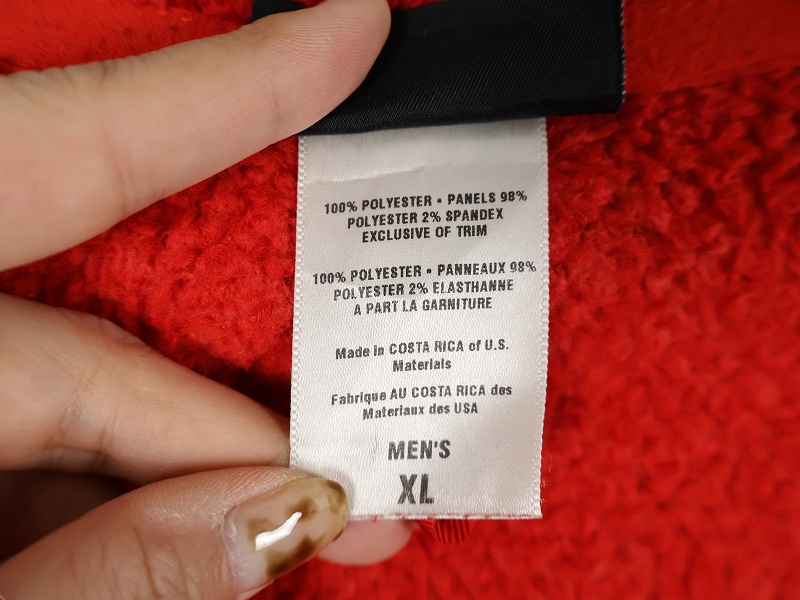 100% POLYESTER • PANELS 98%
POLYESTER 2% SPANDEX
EXCLUSIVE OF TRIM
100% POLYESTER • PANNEAUX 98%
POLYESTER 2% ELASTHANNE
A PART LA GARNITURE
Made in COSTA RICA of U.S.
Materials
Fabrique AU COSTA RICA des
Materiaux des USA
MEN'S
XL